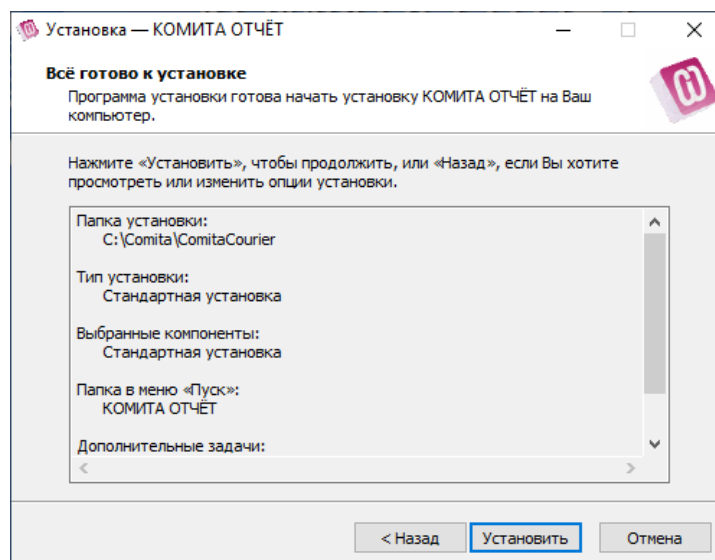 Установка — КОМИТА ОТЧЁТ
Всё готово к установке
Программа установки готова начать установку КОМИТА ОТЧЁТ на Ваш
компьютер.
Нажмите «Установить», чтобы продолжить, или «Назад», если Вы хотите
просмотреть или изменить опции установки.
Папка установки:
C:\Comita\ComitaCourier
Тип установки:
Стандартная установка
Выбранные компоненты:
Стандартная установка
Папка в меню «Пуск»:
КОМИТА ОТЧЁТ
Дополнительные задачи:
< Назад
Установить
Отмена